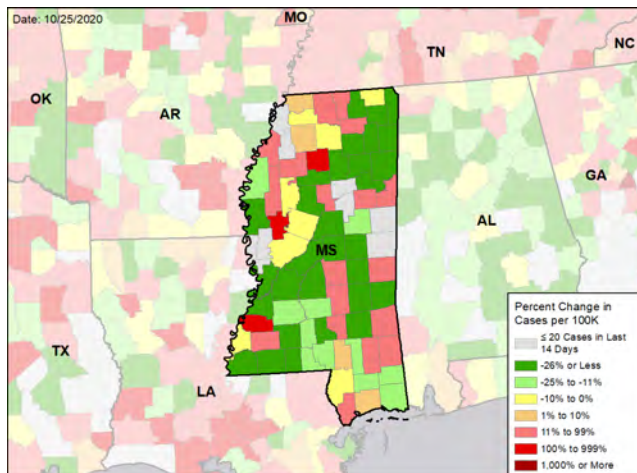 Date: 10/25/2020
MO
NC
TN
OK
AR
GA
AL
MS
TX
LA
Percent Change in
Cases per 100K
≤ 20 Cases in Last
14 Days
-26% or Less
-25% to -11%
-10% to 0%
1% to 10%
11% to 99%
100% to 999%
1,000% or More